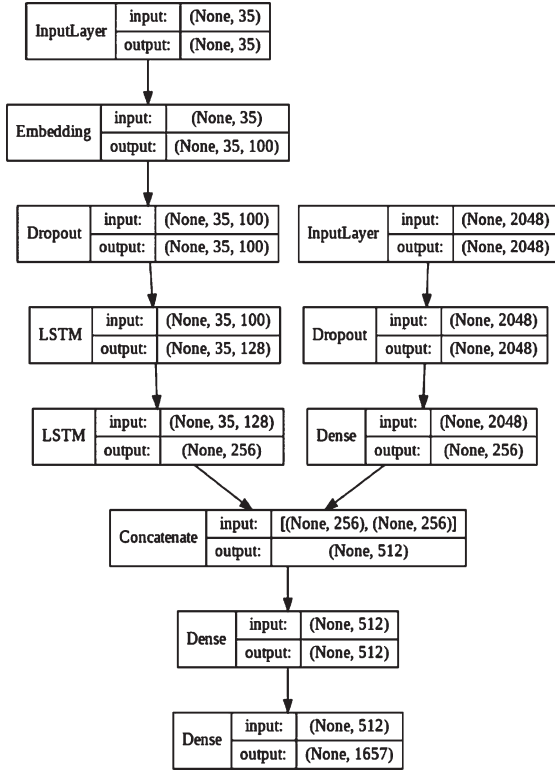 InputLayer
input: (None, 35)
output: (None, 35)
Embedding
input: (None, 35)
output: (None, 35, 100)
Dropout
input: (None, 35, 100)
output: (None, 35, 100)
InputLayer
input: (None, 2048)
output: (None, 2048)
LSTM
input: (None, 35, 100)
output: (None, 35, 128)
Dropout
input: (None, 2048)
output: (None, 2048)
LSTM
input: (None, 35, 128)
output: (None, 256)
Dense
input: (None, 2048)
output: (None, 256)
Concatenate
input: [(None, 256), (None, 256)]
output: (None, 512)
Dense
input: (None, 512)
output: (None, 512)
Dense
input: (None, 512)
output: (None, 1657)